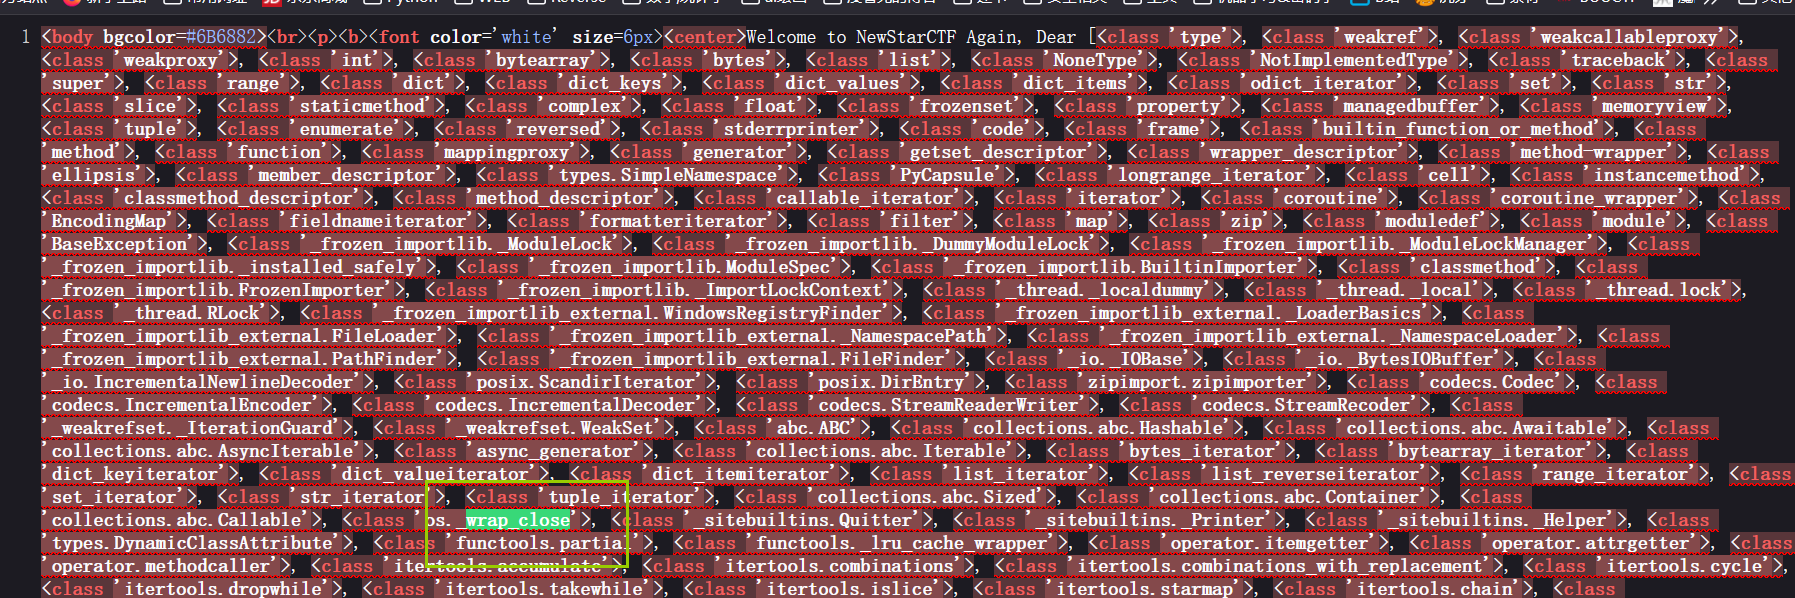 Python
WEB
Reverse
1 <body bgcolor=#6B6882><br><p><b><font color='white' size=6px><center>Welcome to NewStarCTF Again, Dear [<class 'type'>, <class 'weakref'>, <class 'weakcallableproxy'>,
<class 'weakproxy'>, <class 'int'>, <class 'bytearray'>, <class 'bytes'>, <class 'list'>, <class 'NoneType'>, <class 'NotImplementedType'>, <class 'traceback'>, <class
'super'>, <class 'range'>, <class 'dict'>, <class 'dict_keys'>, <class 'dict_values'>, <class 'dict_items'>, <class 'odict_iterator'>, <class 'set'>, <class 'str'>,
<class 'slice'>, <class 'staticmethod'>, <class 'complex'>, <class 'float'>, <class 'frozenset'>, <class 'property'>, <class 'managedbuffer'>, <class 'memoryview'>,
<class 'tuple'>, <class 'enumerate'>, <class 'reversed'>, <class 'stderrprinter'>, <class 'code'>, <class 'frame'>, <class 'builtin_function_or_method'>, <class
'method'>, <class 'function'>, <class 'mappingproxy'>, <class 'generator'>, <class 'getset_descriptor'>, <class 'wrapper_descriptor'>, <class 'method-wrapper'>, <class
'ellipsis'>, <class 'member_descriptor'>, <class 'types.SimpleNamespace'>, <class 'PyCapsule'>, <class 'longrange_iterator'>, <class 'cell'>, <class 'instancemethod'>,
<class 'classmethod_descriptor'>, <class 'method_descriptor'>, <class 'callable_iterator'>, <class 'iterator'>, <class 'coroutine'>, <class 'coroutine_wrapper'>, <class
'EncodingMap'>, <class 'fieldnameiterator'>, <class 'formatteriterator'>, <class 'filter'>, <class 'map'>, <class 'zip'>, <class 'moduledef'>, <class 'module'>, <class
'BaseException'>, <class '_frozen_importlib._ModuleLock'>, <class '_frozen_importlib._DummyModuleLock'>, <class '_frozen_importlib._ModuleLockManager'>, <class
'_frozen_importlib._installed_safely'>, <class '_frozen_importlib.ModuleSpec'>, <class '_frozen_importlib.BuiltinImporter'>, <class 'classmethod'>, <class
'_frozen_importlib.FrozenImporter'>, <class '_frozen_importlib._ImportLockContext'>, <class '_thread._localdummy'>, <class '_thread._local'>, <class '_thread.lock'>,
<class '_thread.RLock'>, <class '_frozen_importlib_external.WindowsRegistryFinder'>, <class '_frozen_importlib_external._LoaderBasics'>, <class
'_frozen_importlib_external.FileLoader'>, <class '_frozen_importlib_external._NamespacePath'>, <class '_frozen_importlib_external._NamespaceLoader'>, <class
'_frozen_importlib_external.PathFinder'>, <class '_frozen_importlib_external.FileFinder'>, <class '_io._IOBase'>, <class '_io._BytesIOBuffer'>, <class
'_io.IncrementalNewlineDecoder'>, <class 'posix.ScandirIterator'>, <class 'posix.DirEntry'>, <class 'zipimport.zipimporter'>, <class 'codecs.Codec'>, <class
'codecs.IncrementalEncoder'>, <class 'codecs.IncrementalDecoder'>, <class 'codecs.StreamReaderWriter'>, <class 'codecs.StreamRecoder'>, <class
'_weakrefset._IterationGuard'>, <class '_weakrefset.WeakSet'>, <class 'abc.ABC'>, <class 'collections.abc.Hashable'>, <class 'collections.abc.Awaitable'>, <class
'collections.abc.AsyncIterable'>, <class 'async_generator'>, <class 'collections.abc.Iterable'>, <class 'bytes_iterator'>, <class 'bytearray_iterator'>, <class
'dict_keyiterator'>, <class 'dict_valueiterator'>, <class 'dict_itemiterator'>, <class 'list_iterator'>, <class 'list_reverseiterator'>, <class 'range_iterator'>, <class
'set_iterator'>, <class 'str_iterator'>, <class 'tuple_iterator'>, <class 'collections.abc.Sized'>, <class 'collections.abc.Container'>, <class
'collections.abc.Callable'>, <class 'os._wrap_close'>, <class '_sitebuiltins.Quitter'>, <class '_sitebuiltins._Printer'>, <class '_sitebuiltins._Helper'>, <class
'types.DynamicClassAttribute'>, <class 'functools.partial'>, <class 'functools._lru_cache_wrapper'>, <class 'operator.itemgetter'>, <class 'operator.attrgetter'>, <class
'operator.methodcaller'>, <class 'itertools.accumulate'>, <class 'itertools.combinations'>, <class 'itertools.combinations_with_replacement'>, <class 'itertools.cycle'>,
<class 'itertools.dropwhile'>, <class 'itertools.takewhile'>, <class 'itertools.islice'>, <class 'itertools.starmap'>, <class 'itertools.chain'>, <class